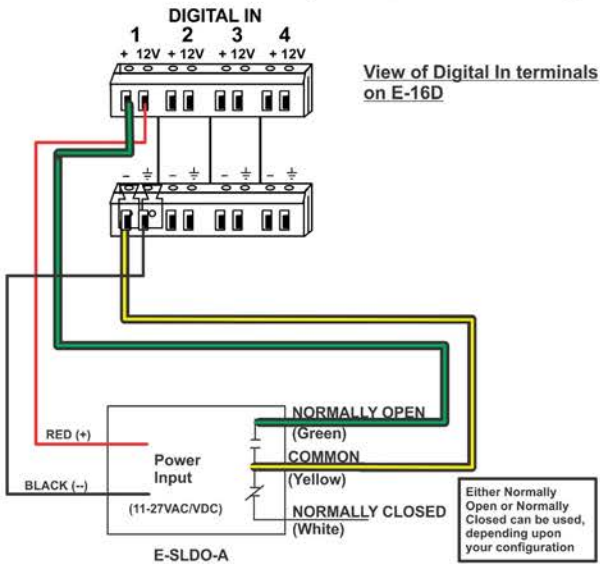 DIGITAL IN
1 2 3 4
+ 12V + 12V + 12V + 12V
View of Digital In terminals
on E-16D
– – – –
NORMALLY OPEN
(Green)
RED (+)
COMMON
(Yellow)
Power
Input
BLACK (--)
(11-27VAC/VDC)
NORMALLY CLOSED
(White)
E-SLDO-A
Either Normally
Open or Normally
Closed can be used,
depending upon
your configuration